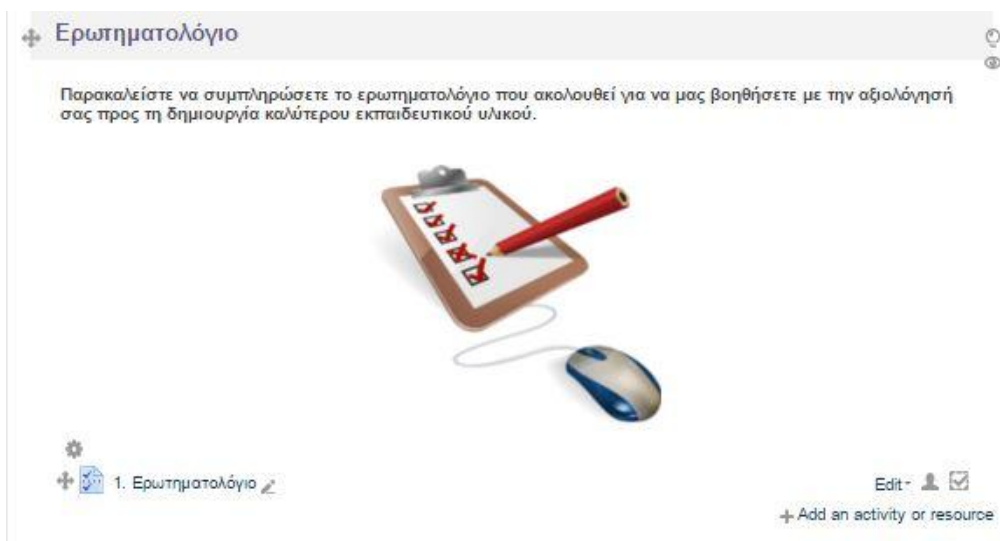 Ερωτηματολόγιο
Παρακαλείστε να συμπληρώσετε το ερωτηματολόγιο που ακολουθεί για να μας βοηθήσετε με την αξιολόγησή
σας προς τη δημιουργία καλύτερου εκπαιδευτικού υλικού.
1. Ερωτηματολόγιο Edit
Add an activity or resource